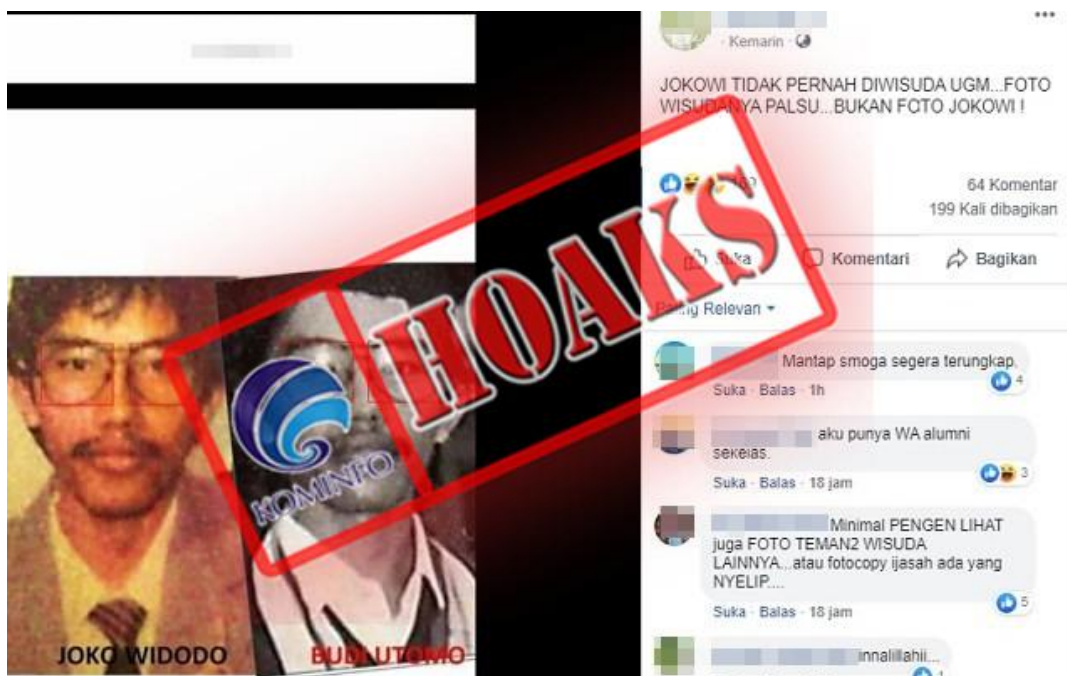 Kemarin ·
JOKOWI TIDAK PERNAH DIWISUDA UGM...FOTO
WISUDANYA PALSU...BUKAN FOTO JOKOWI !
64 Komentar
199 Kali dibagikan
Suka
Komentari
Bagikan
Relevan
Mantap smoga segera terungkap.
4
Suka · Balas · 1h
aku punya WA alumni
sekelas.
3
Suka · Balas · 18 jam
Minimal PENGEN LIHAT
juga FOTO TEMAN2 WISUDA
LAINNYA...atau fotocopy ijasah ada yang
NYELIP....
5
Suka · Balas · 18 jam
innalillahii...
HOAKS
KOMINFO
JOKO WIDODO
BUDI UTOMO